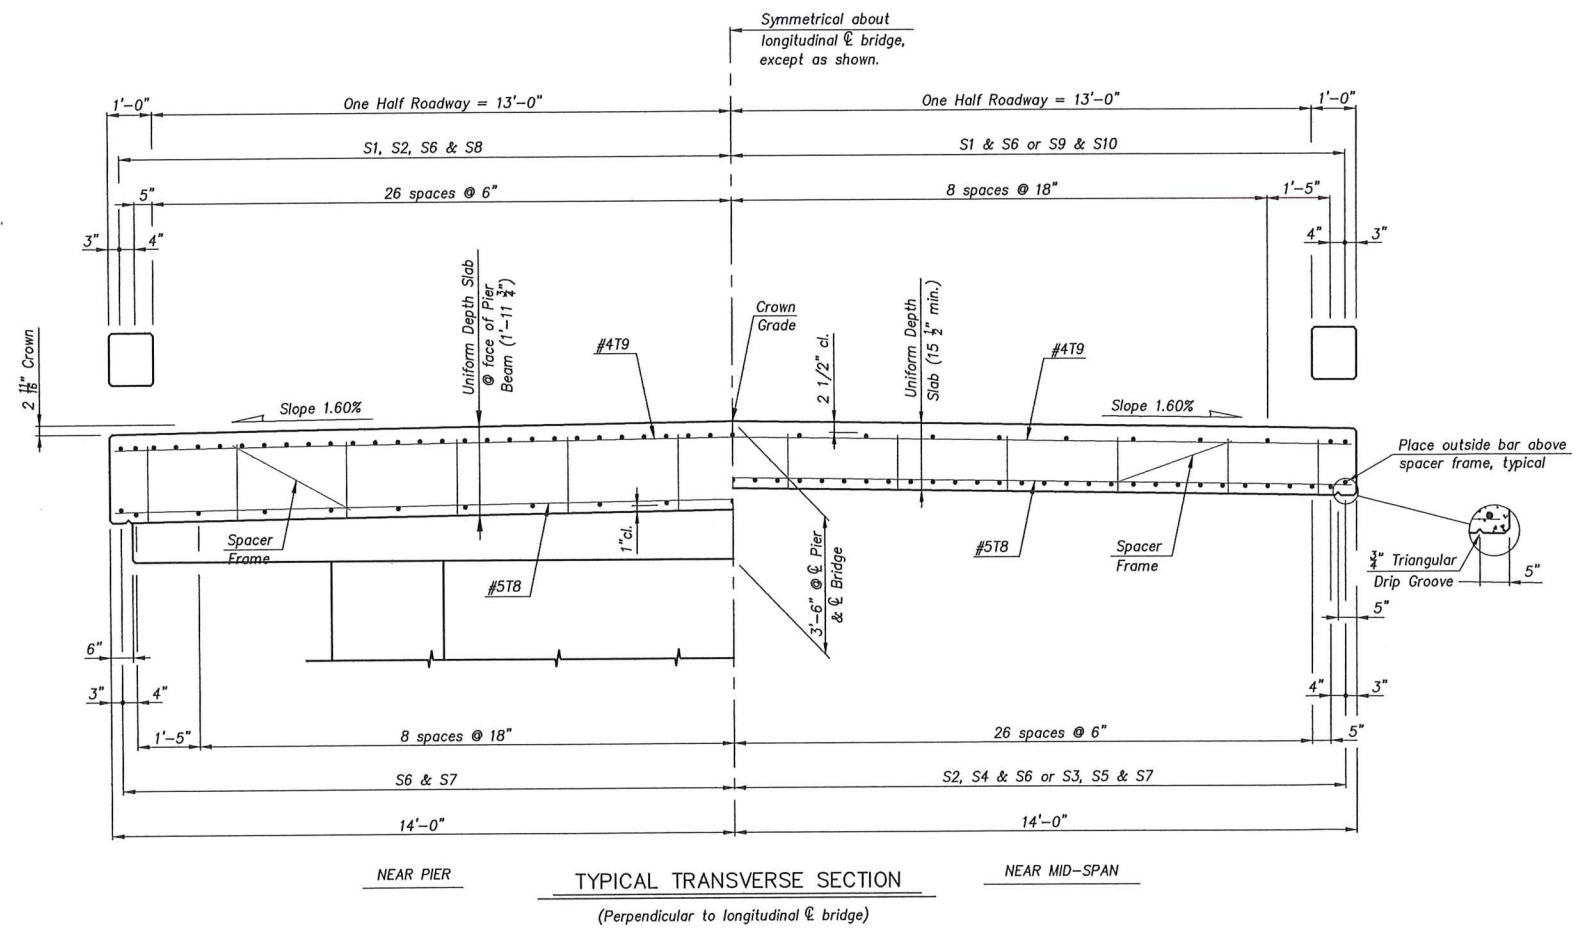 Symmetrical about
longitudinal ℄ bridge,
except as shown.
1'-0"
One Half Roadway = 13'-0"
One Half Roadway = 13'-0"
1'-0"
S1, S2, S6 & S8
S1 & S6 or S9 & S10
5"
26 spaces @ 6"
8 spaces @ 18"
1'-5"
3"
4"
4"
3"
2 11/16" Crown
Uniform Depth Slab
@ face of Pier
Beam (1'-11 3/4")
Crown
Grade
2 1/2" cl.
Uniform Depth
Slab (15 1/2" min.)
#4T9
#4T9
Slope 1.60%
Slope 1.60%
Place outside bar above
spacer frame, typical
Spacer
Frame
#5T8
1"cl.
3'-6" @ ℄ Pier
& ℄ Bridge
#5T8
Spacer
Frame
3/4" Triangular
Drip Groove
5"
5"
6"
3"
4"
4"
3"
1'-5"
8 spaces @ 18"
26 spaces @ 6"
5"
S6 & S7
S2, S4 & S6 or S3, S5 & S7
14'-0"
14'-0"
NEAR PIER
TYPICAL TRANSVERSE SECTION
NEAR MID-SPAN
(Perpendicular to longitudinal ℄ bridge)